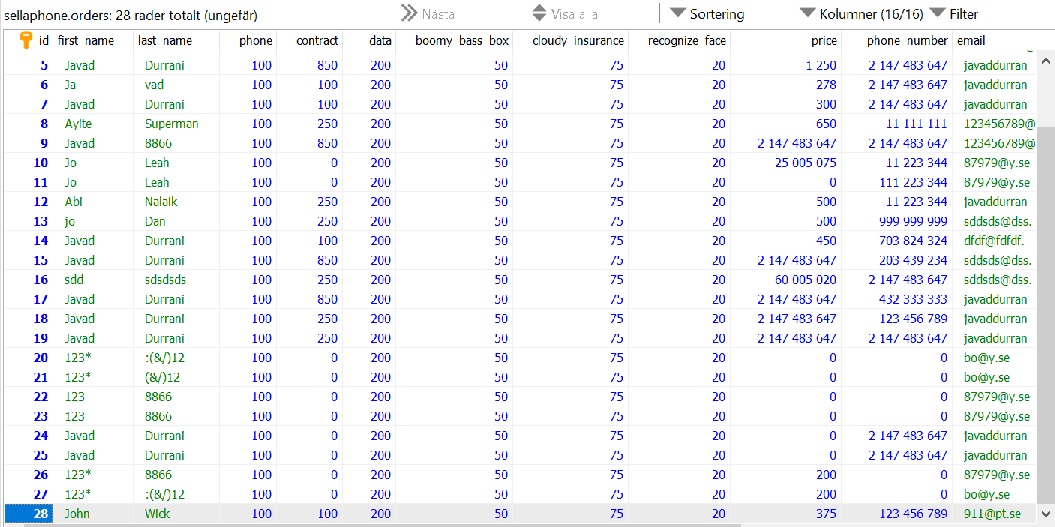 sellaphone.orders: 28 rader totalt (ungefär) Nästa Visa alla Sortering Kolumner (16/16) Filter
id first_name last_name phone contract data boomy_bass_box cloudy_insurance recognize_face price phone_number email
5 Javad Durrani 100 850 200 50 75 20 1 250 2 147 483 647 javaddurran
6 Ja vad 100 100 200 50 75 20 278 2 147 483 647 javaddurran
7 Javad Durrani 100 100 200 50 75 20 300 2 147 483 647 javaddurran
8 Aylte Superman 100 250 200 50 75 20 650 11 111 111 123456789@
9 Javad 8866 100 850 200 50 75 20 2 147 483 647 2 147 483 647 123456789@
10 Jo Leah 100 0 200 50 75 20 25 005 075 11 223 344 87979@y.se
11 Jo Leah 100 0 200 50 75 20 0 111 223 344 87979@y.se
12 Abl Nalalk 100 250 200 50 75 20 500 11 223 344 javaddurran
13 jo Dan 100 250 200 50 75 20 500 999 999 999 sddsds@dss.
14 Javad Durrani 100 100 200 50 75 20 450 703 824 324 dfdf@fdfdf.
15 Javad Durrani 100 850 200 50 75 20 2 147 483 647 203 439 234 sddsds@dss.
16 sdd sdsdsds 100 250 200 50 75 20 60 005 020 2 147 483 647 sddsds@dss.
17 Javad Durrani 100 850 200 50 75 20 2 147 483 647 432 333 333 javaddurran
18 Javad Durrani 100 250 200 50 75 20 2 147 483 647 123 456 789 javaddurran
19 Javad Durrani 100 250 200 50 75 20 2 147 483 647 2 147 483 647 javaddurran
20 123* :(&/)12 100 0 200 50 75 20 0 0 bo@y.se
21 123* (&/)12 100 0 200 50 75 20 0 0 bo@y.se
22 123 8866 100 0 200 50 75 20 0 0 87979@y.se
23 123 8866 100 0 200 50 75 20 0 0 87979@y.se
24 Javad Durrani 100 0 200 50 75 20 0 2 147 483 647 javaddurran
25 Javad Durrani 100 0 200 50 75 20 0 2 147 483 647 javaddurran
26 123* 8866 100 0 200 50 75 20 200 0 87979@y.se
27 123* :(&/)12 100 0 200 50 75 20 200 0 bo@y.se
28 John Wick 100 100 200 50 75 20 375 123 456 789 911@pt.se